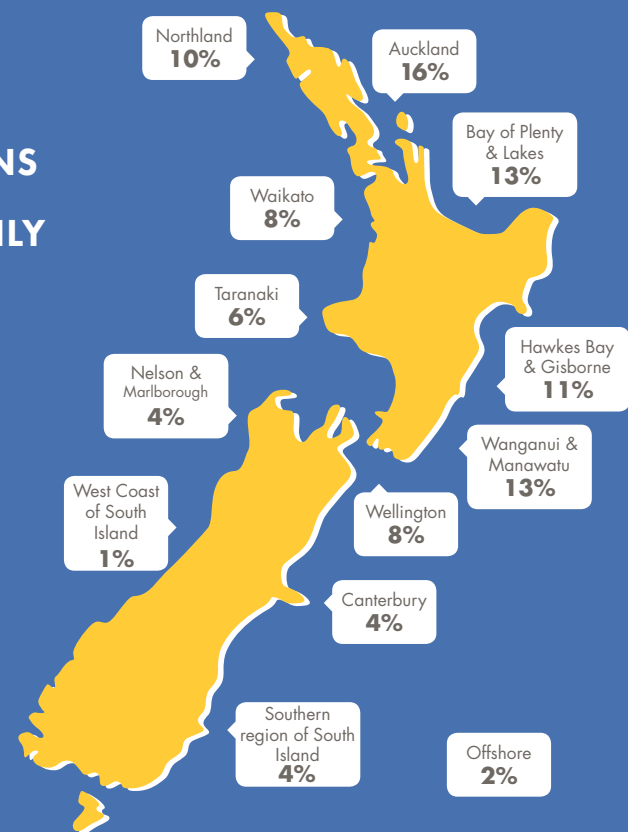 Northland
10%
Auckland
16%
NS
ILY
Bay of Plenty
& Lakes
13%
Waikato
8%
Taranaki
6%
Hawkes Bay
& Gisborne
11%
Nelson &
Marlborough
4%
Wanganui &
Manawatu
13%
West Coast
of South
Island
1%
Wellington
8%
Canterbury
4%
Southern
region of South
Island
4%
Offshore
2%